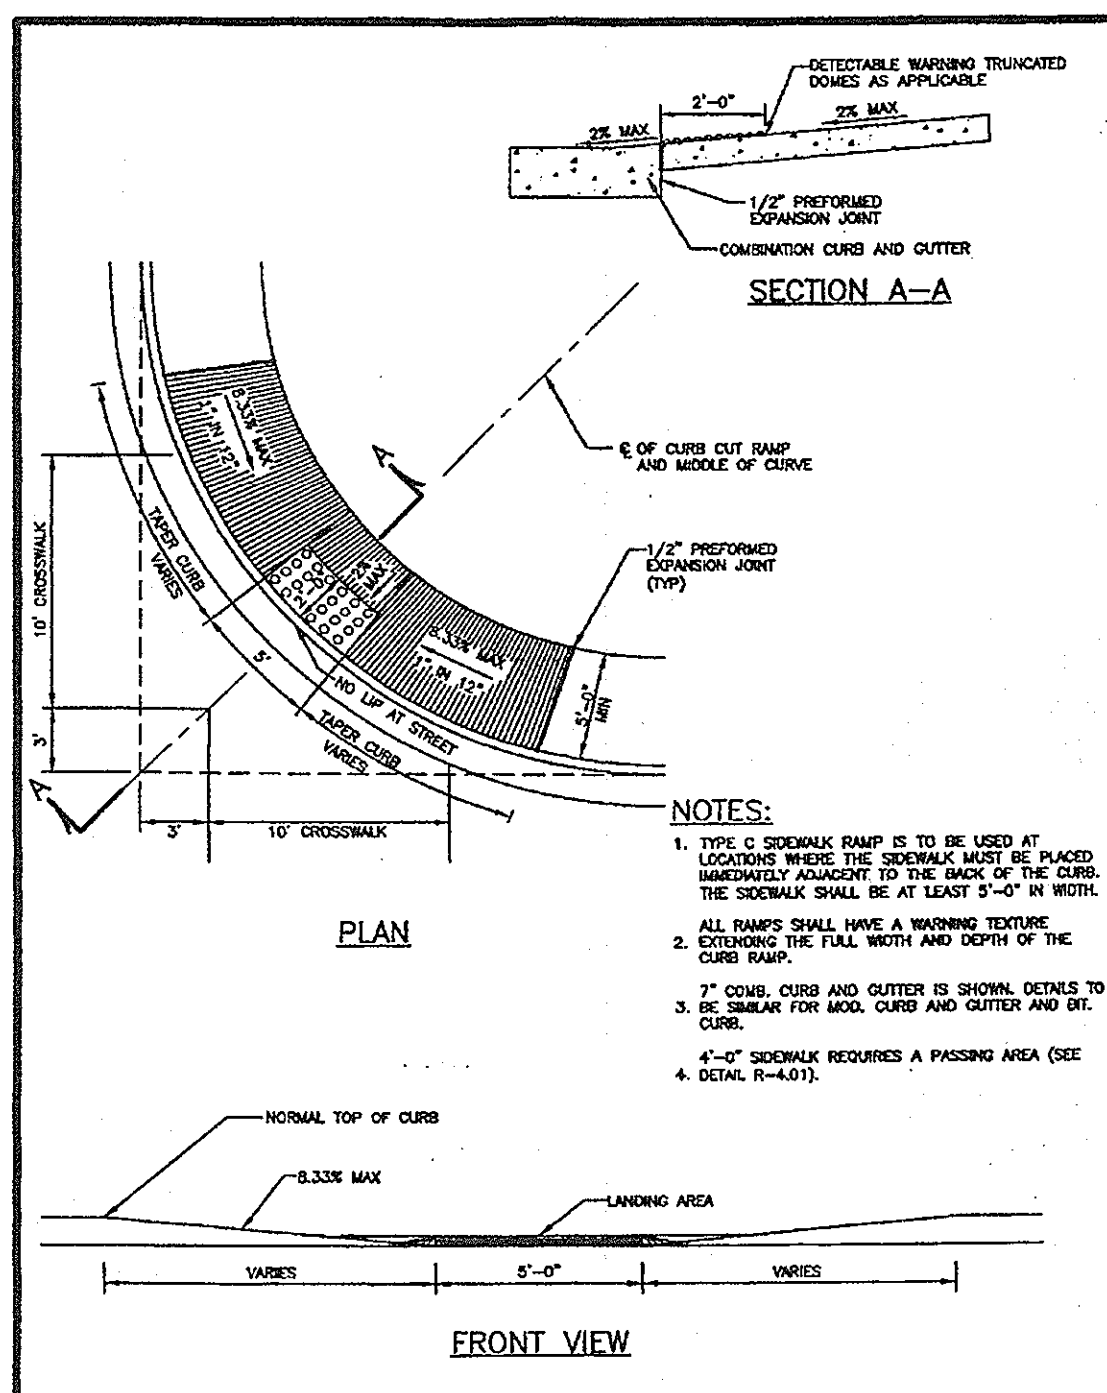 DETECTABLE WARNING TRUNCATED
DOMES AS APPLICABLE
2'-0"
2% MAX
2% MAX
1/2" PREFORMED
EXPANSION JOINT
COMBINATION CURB AND GUTTER
SECTION A-A
8.33% MAX
1" IN 12"
A
℄ OF CURB CUT RAMP
AND MIDDLE OF CURVE
10' CROSSWALK
TAPER CURB
VARIES
2'-0"
2%
MAX
1/2" PREFORMED
EXPANSION JOINT
(TYP)
8.33% MAX
1" IN 12"
5'
5'-0"
MIN
NO LIP AT STREET
TAPER CURB
VARIES
3'
A
3'
10' CROSSWALK
PLAN
NOTES:
1. TYPE C SIDEWALK RAMP IS TO BE USED AT
LOCATIONS WHERE THE SIDEWALK MUST BE PLACED
IMMEDIATELY ADJACENT TO THE BACK OF THE CURB.
THE SIDEWALK SHALL BE AT LEAST 5'-0" IN WIDTH.
ALL RAMPS SHALL HAVE A WARNING TEXTURE
2. EXTENDING THE FULL WIDTH AND DEPTH OF THE
CURB RAMP.
7" COMB. CURB AND GUTTER IS SHOWN. DETAILS TO
3. BE SIMILAR FOR MOD. CURB AND GUTTER AND BIT.
CURB.
4'-0" SIDEWALK REQUIRES A PASSING AREA (SEE
4. DETAIL R-4.01).
NORMAL TOP OF CURB
8.33% MAX
LANDING AREA
VARIES
5'-0"
VARIES
FRONT VIEW